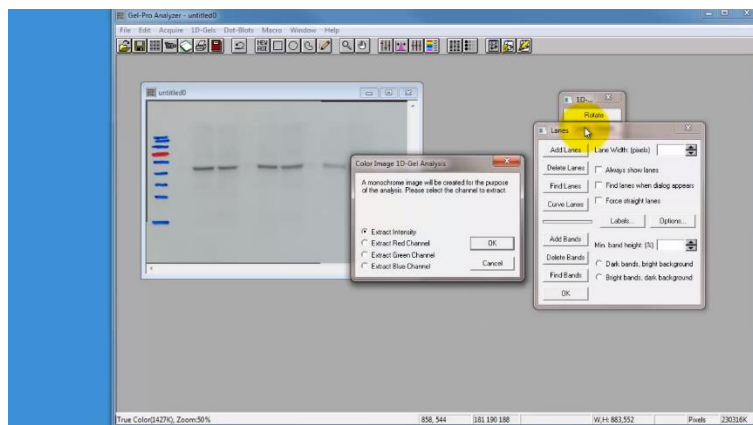 Gel-Pro Analyzer - untitled0
File Edit Acquire 1D-Gels Dot-Blots Macro Window Help
untitled0
1D-...
Rotate
Lanes
Add Lanes Lane Width: (pixels)
Delete Lanes Always show lanes
Find Lanes Find lanes when dialog appears
Curve Lanes Force straight lanes
Labels... Options...
Add Bands Min. band height: (%)
Delete Bands Dark bands, bright background
Find Bands Bright bands, dark background
OK
Color Image 1D-Gel Analysis
A monochrome image will be created for the purpose
of the analysis. Please select the channel to extract.
Extract Intensity
Extract Red Channel OK
Extract Green Channel
Extract Blue Channel Cancel
True Color(1427K), Zoom:50% 858, 544 181 190 188 W,H: 883,552 Pixels 230316K